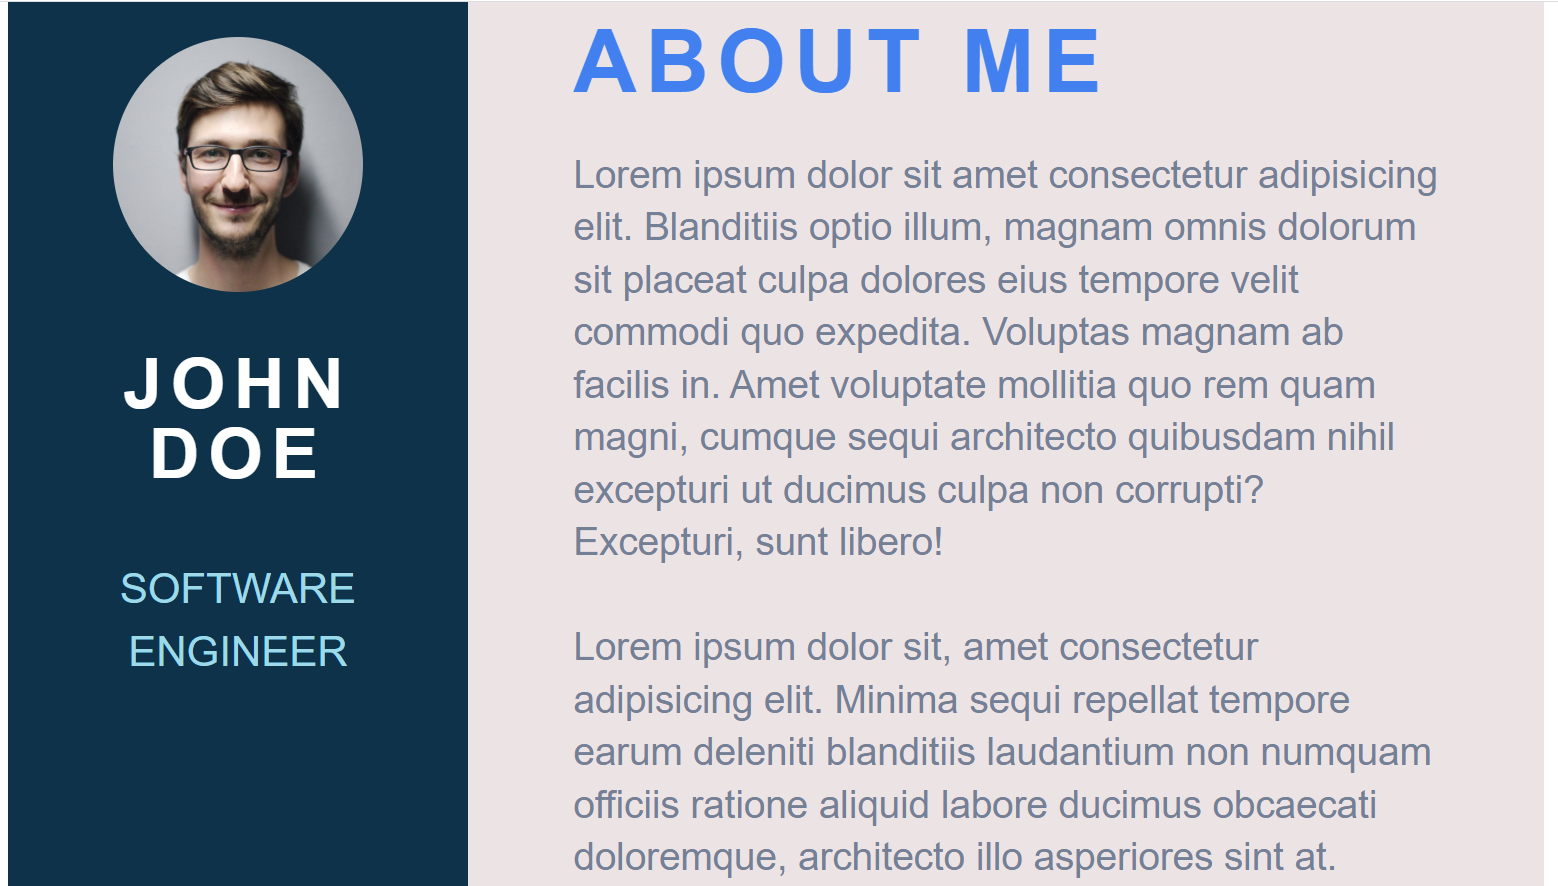 JOHN
DOE
SOFTWARE
ENGINEER
ABOUT ME
Lorem ipsum dolor sit amet consectetur adipisicing
elit. Blanditiis optio illum, magnam omnis dolorum
sit placeat culpa dolores eius tempore velit
commodi quo expedita. Voluptas magnam ab
facilis in. Amet voluptate mollitia quo rem quam
magni, cumque sequi architecto quibusdam nihil
excepturi ut ducimus culpa non corrupti?
Excepturi, sunt libero!
Lorem ipsum dolor sit, amet consectetur
adipisicing elit. Minima sequi repellat tempore
earum deleniti blanditiis laudantium non numquam
officiis ratione aliquid labore ducimus obcaecati
doloremque, architecto illo asperiores sint at.